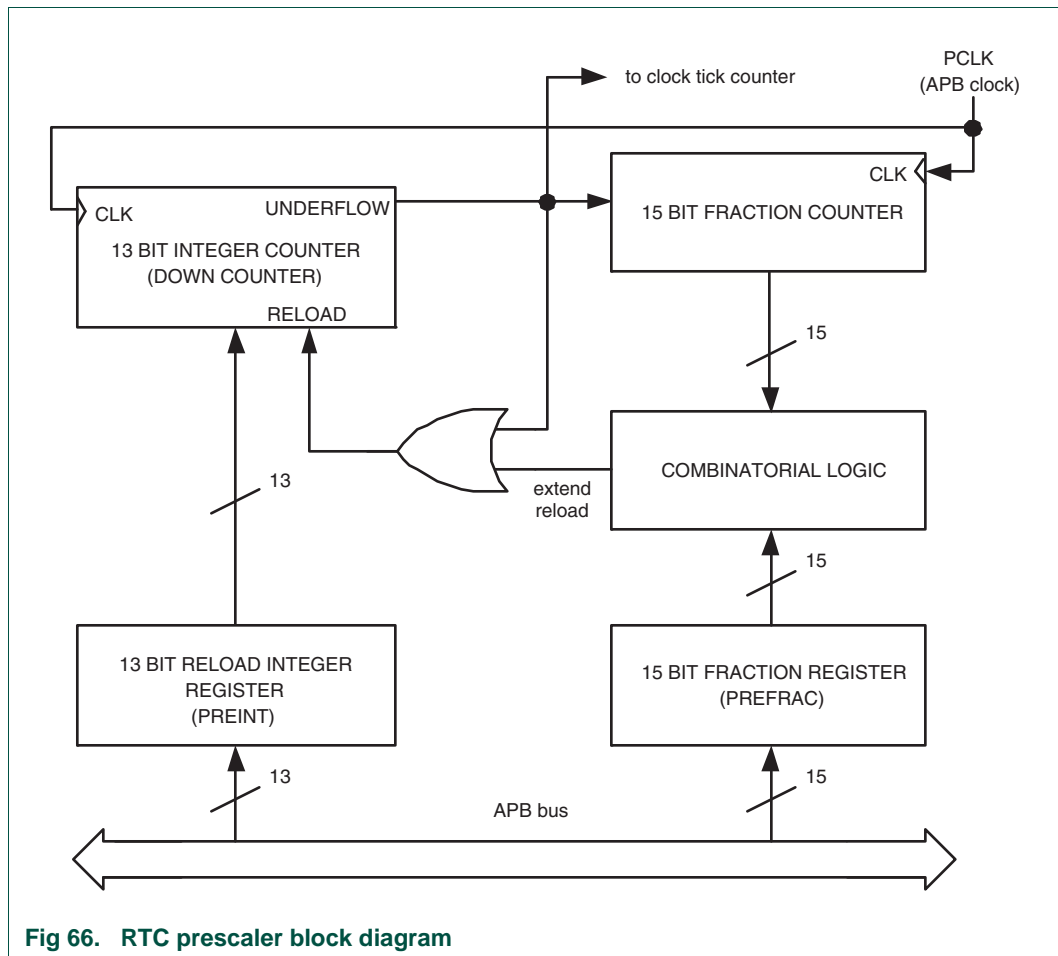 to clock tick counter
PCLK
(APB clock)
CLK
UNDERFLOW
13 BIT INTEGER COUNTER
(DOWN COUNTER)
RELOAD
CLK
15 BIT FRACTION COUNTER
15
13
extend
reload
COMBINATORIAL LOGIC
15
13 BIT RELOAD INTEGER
REGISTER
(PREINT)
15 BIT FRACTION REGISTER
(PREFRAC)
13
15
APB bus
Fig 66. RTC prescaler block diagram